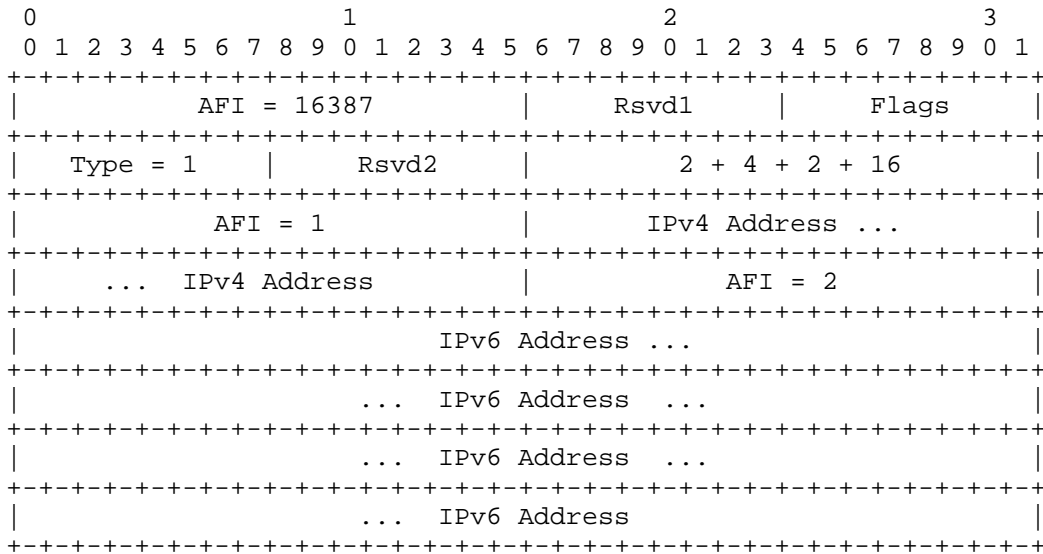 0                   1                   2                   3
 0 1 2 3 4 5 6 7 8 9 0 1 2 3 4 5 6 7 8 9 0 1 2 3 4 5 6 7 8 9 0 1
+-+-+-+-+-+-+-+-+-+-+-+-+-+-+-+-+-+-+-+-+-+-+-+-+-+-+-+-+-+-+-+-+
|           AFI = 16387         |     Rsvd1     |     Flags     |
+-+-+-+-+-+-+-+-+-+-+-+-+-+-+-+-+-+-+-+-+-+-+-+-+-+-+-+-+-+-+-+-+
|   Type = 1    |     Rsvd2     |         2 + 4 + 2 + 16        |
+-+-+-+-+-+-+-+-+-+-+-+-+-+-+-+-+-+-+-+-+-+-+-+-+-+-+-+-+-+-+-+-+
|            AFI = 1            |       IPv4 Address ...        |
+-+-+-+-+-+-+-+-+-+-+-+-+-+-+-+-+-+-+-+-+-+-+-+-+-+-+-+-+-+-+-+-+
|     ...  IPv4 Address         |            AFI = 2            |
+-+-+-+-+-+-+-+-+-+-+-+-+-+-+-+-+-+-+-+-+-+-+-+-+-+-+-+-+-+-+-+-+
|                          IPv6 Address ...                     |
+-+-+-+-+-+-+-+-+-+-+-+-+-+-+-+-+-+-+-+-+-+-+-+-+-+-+-+-+-+-+-+-+
|                     ...  IPv6 Address  ...                    |
+-+-+-+-+-+-+-+-+-+-+-+-+-+-+-+-+-+-+-+-+-+-+-+-+-+-+-+-+-+-+-+-+
|                     ...  IPv6 Address  ...                    |
+-+-+-+-+-+-+-+-+-+-+-+-+-+-+-+-+-+-+-+-+-+-+-+-+-+-+-+-+-+-+-+-+
|                     ...  IPv6 Address                         |
+-+-+-+-+-+-+-+-+-+-+-+-+-+-+-+-+-+-+-+-+-+-+-+-+-+-+-+-+-+-+-+-+